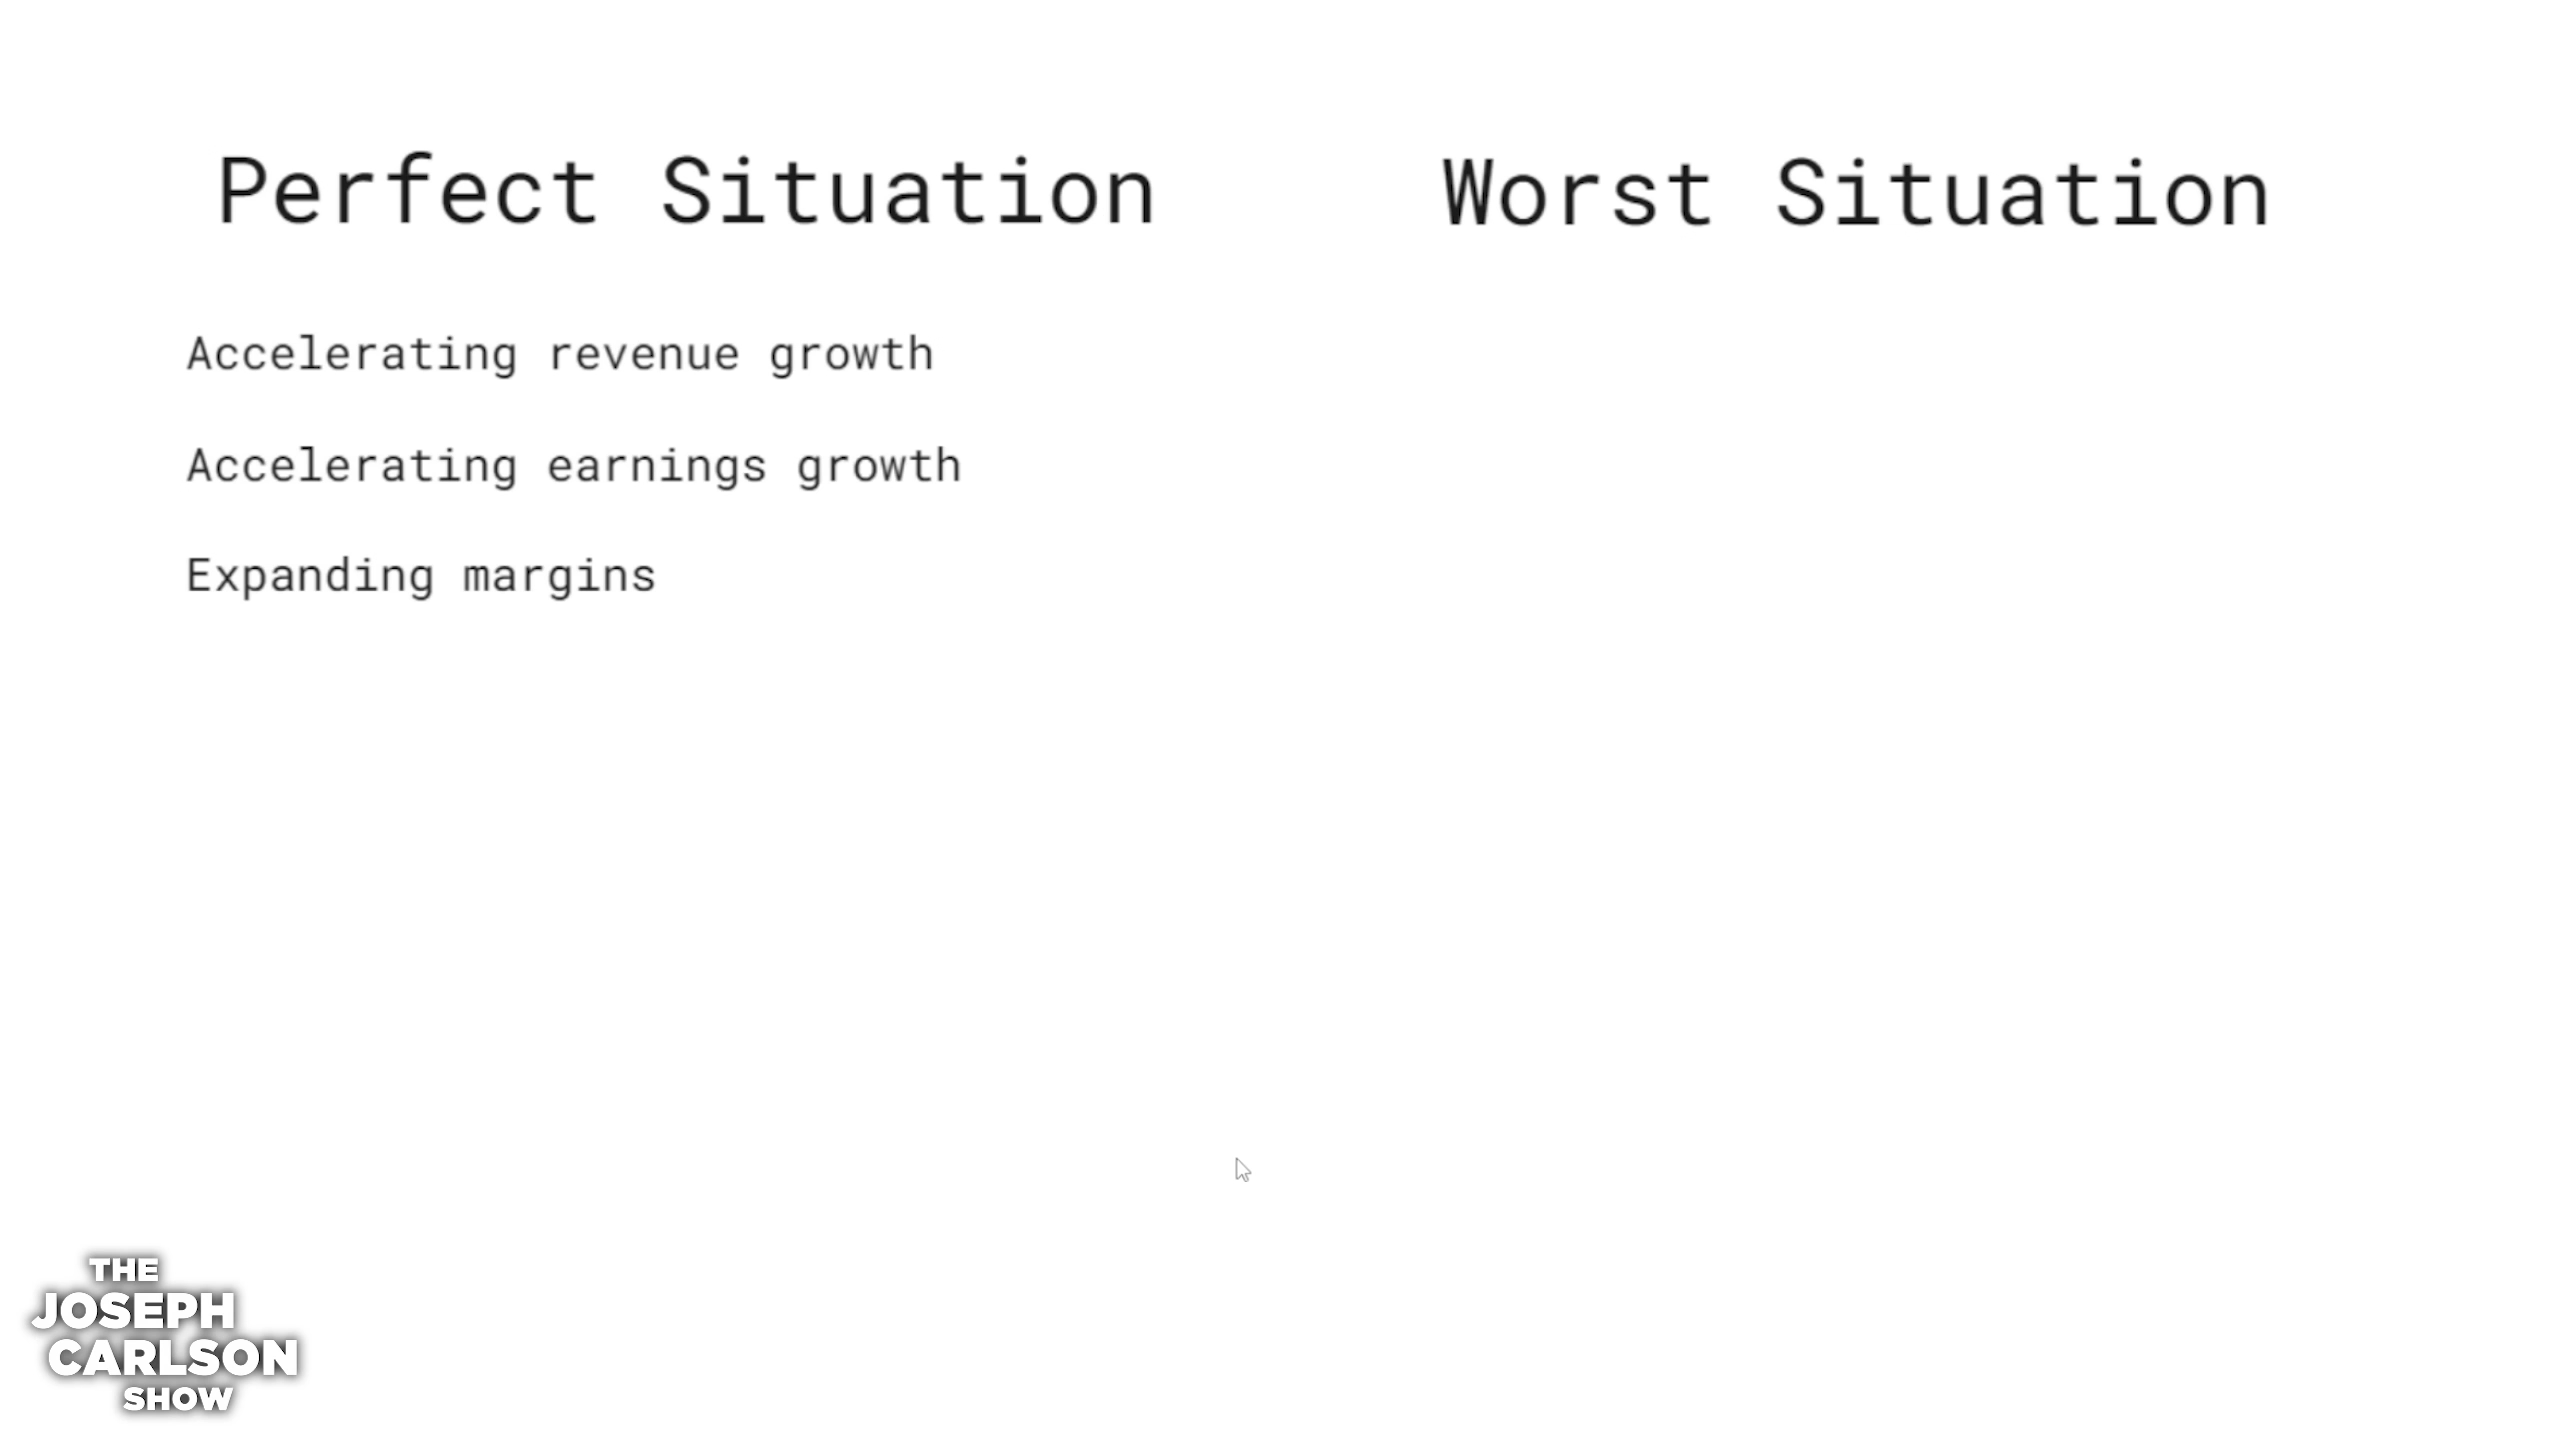 Perfect Situation
Worst Situation
Accelerating revenue growth
Accelerating earnings growth
Expanding margins
THE
JOSEPH
CARLSON
SHOW